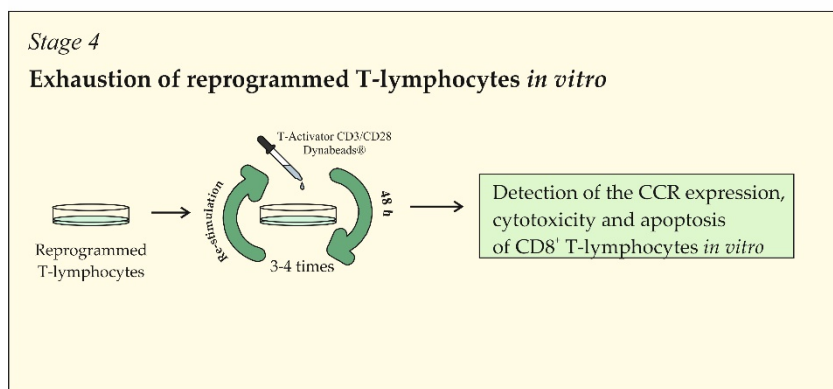 Stage 4
Exhaustion of reprogrammed T-lymphocytes in vitro
T-Activator CD3/CD28
Dynabeads®
Re-stimulation
48 h
3-4 times
Reprogrammed
T-lymphocytes
Detection of the CCR expression,
cytotoxicity and apoptosis
of CD8⁺ T-lymphocytes in vitro